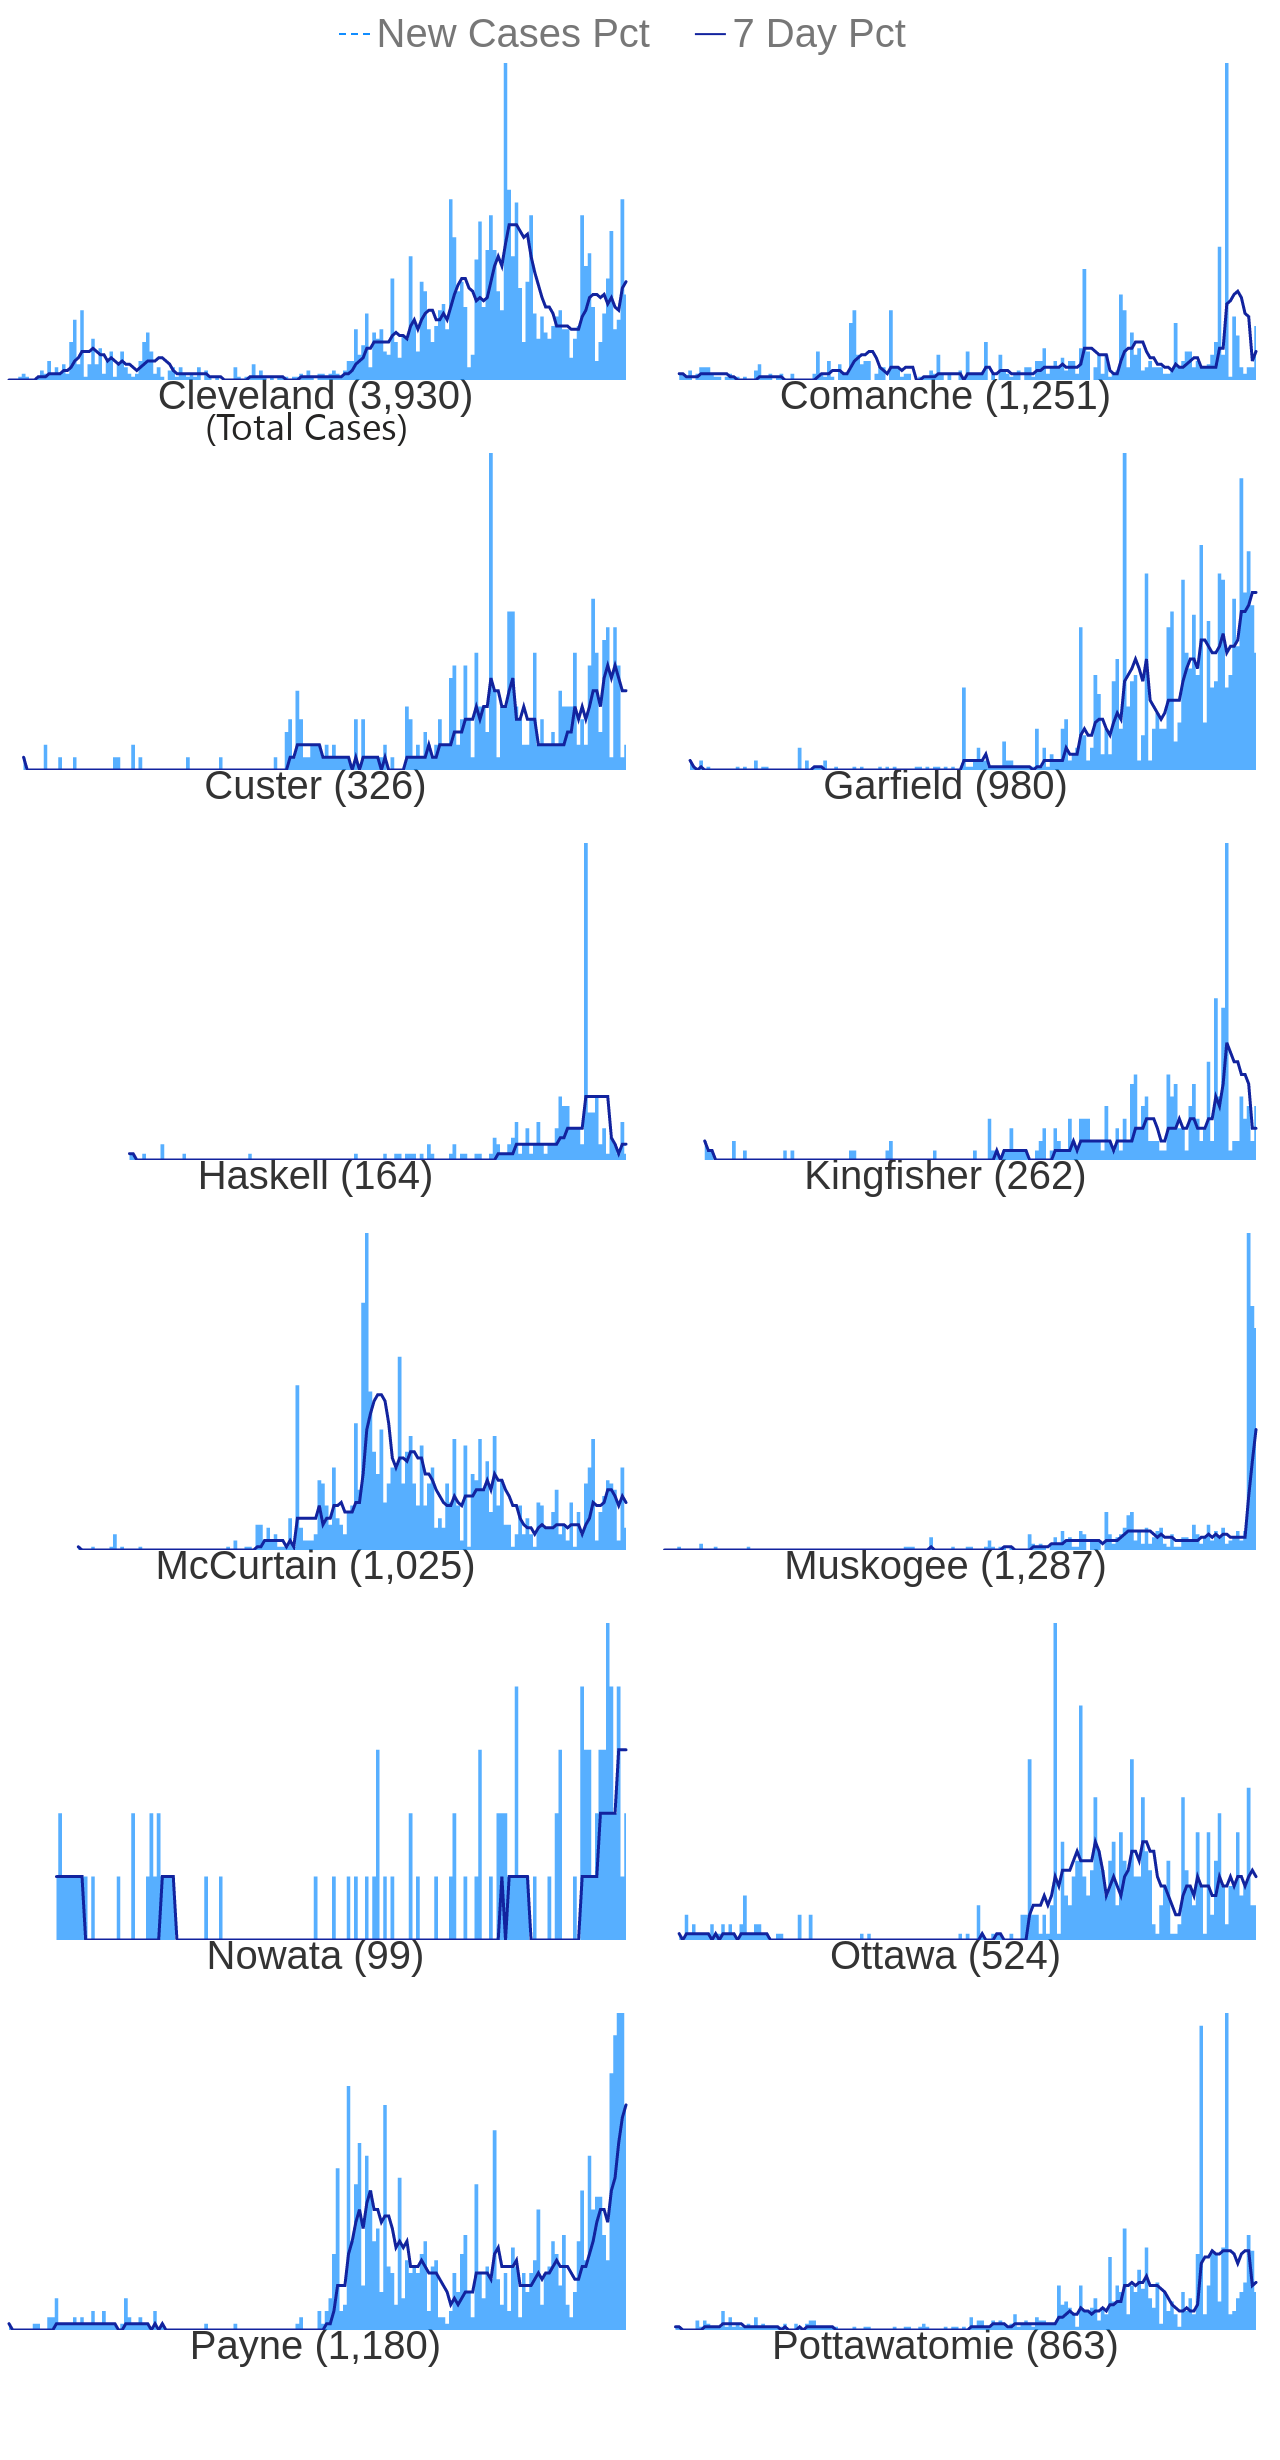 New Cases Pct 7 Day Pct
Cleveland (3,930) Comanche (1,251)
(Total Cases)
Custer (326) Garfield (980)
Haskell (164) Kingfisher (262)
McCurtain (1,025) Muskogee (1,287)
Nowata (99) Ottawa (524)
Payne (1,180) Pottawatomie (863)